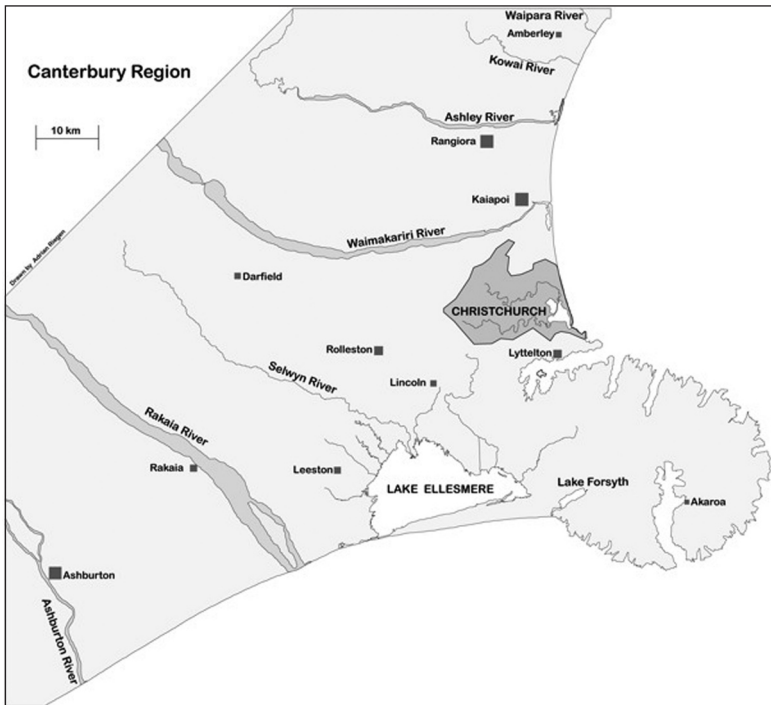 Waipara River
Amberley
Kowai River
Canterbury Region
10 km
Ashley River
Rangiora
Kaiapoi
Waimakariri River
Drawn by Adrian Riegen
Darfield
CHRISTCHURCH
Rolleston
Lyttelton
Selwyn River
Lincoln
Rakaia River
Rakaia
Leeston
LAKE ELLESMERE
Lake Forsyth
Akaroa
Ashburton
Ashburton River